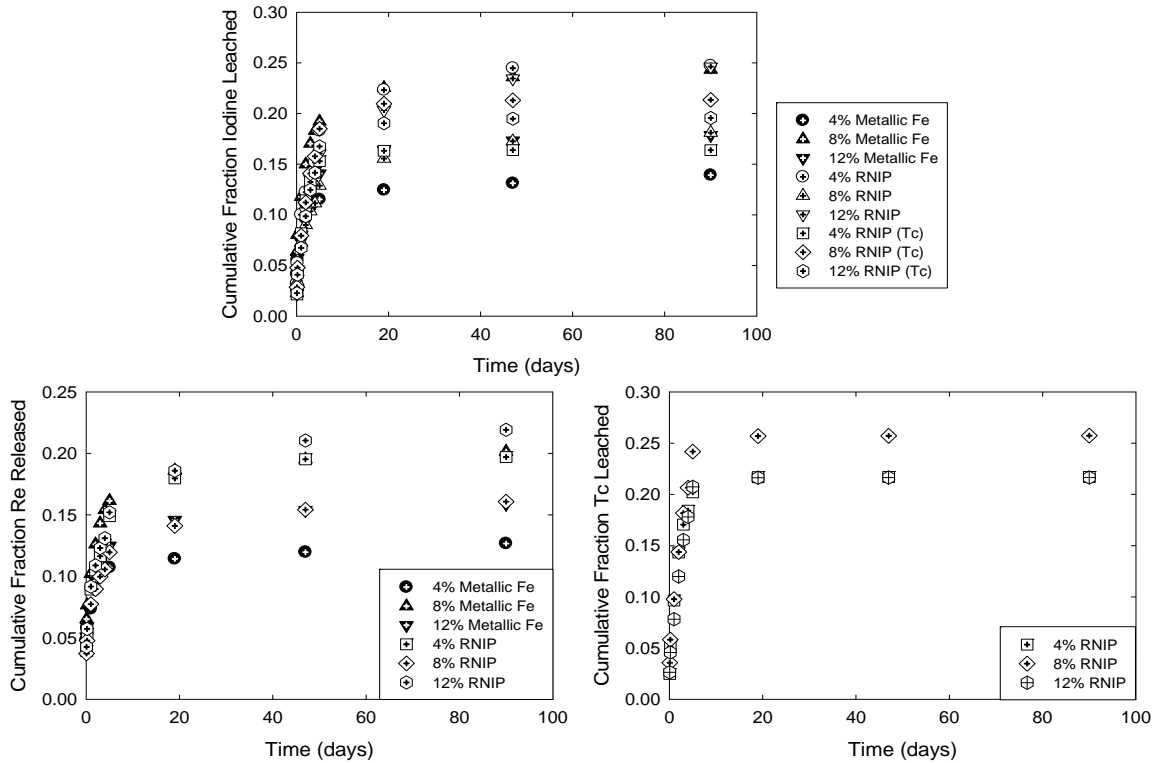 Cumulative Fraction Iodine Leached
0.30
0.25
0.20
0.15
0.10
0.05
0.00
0 20 40 60 80 100
Time (days)
4% Metallic Fe
8% Metallic Fe
12% Metallic Fe
4% RNIP
8% RNIP
12% RNIP
4% RNIP (Tc)
8% RNIP (Tc)
12% RNIP (Tc)
Cumulative Fraction Re Released
0.25
0.20
0.15
0.10
0.05
0.00
0 20 40 60 80 100
Time (days)
4% Metallic Fe
8% Metallic Fe
12% Metallic Fe
4% RNIP
8% RNIP
12% RNIP
Cumulative Fraction Tc Leached
0.30
0.25
0.20
0.15
0.10
0.05
0.00
0 20 40 60 80 100
Time (days)
4% RNIP
8% RNIP
12% RNIP